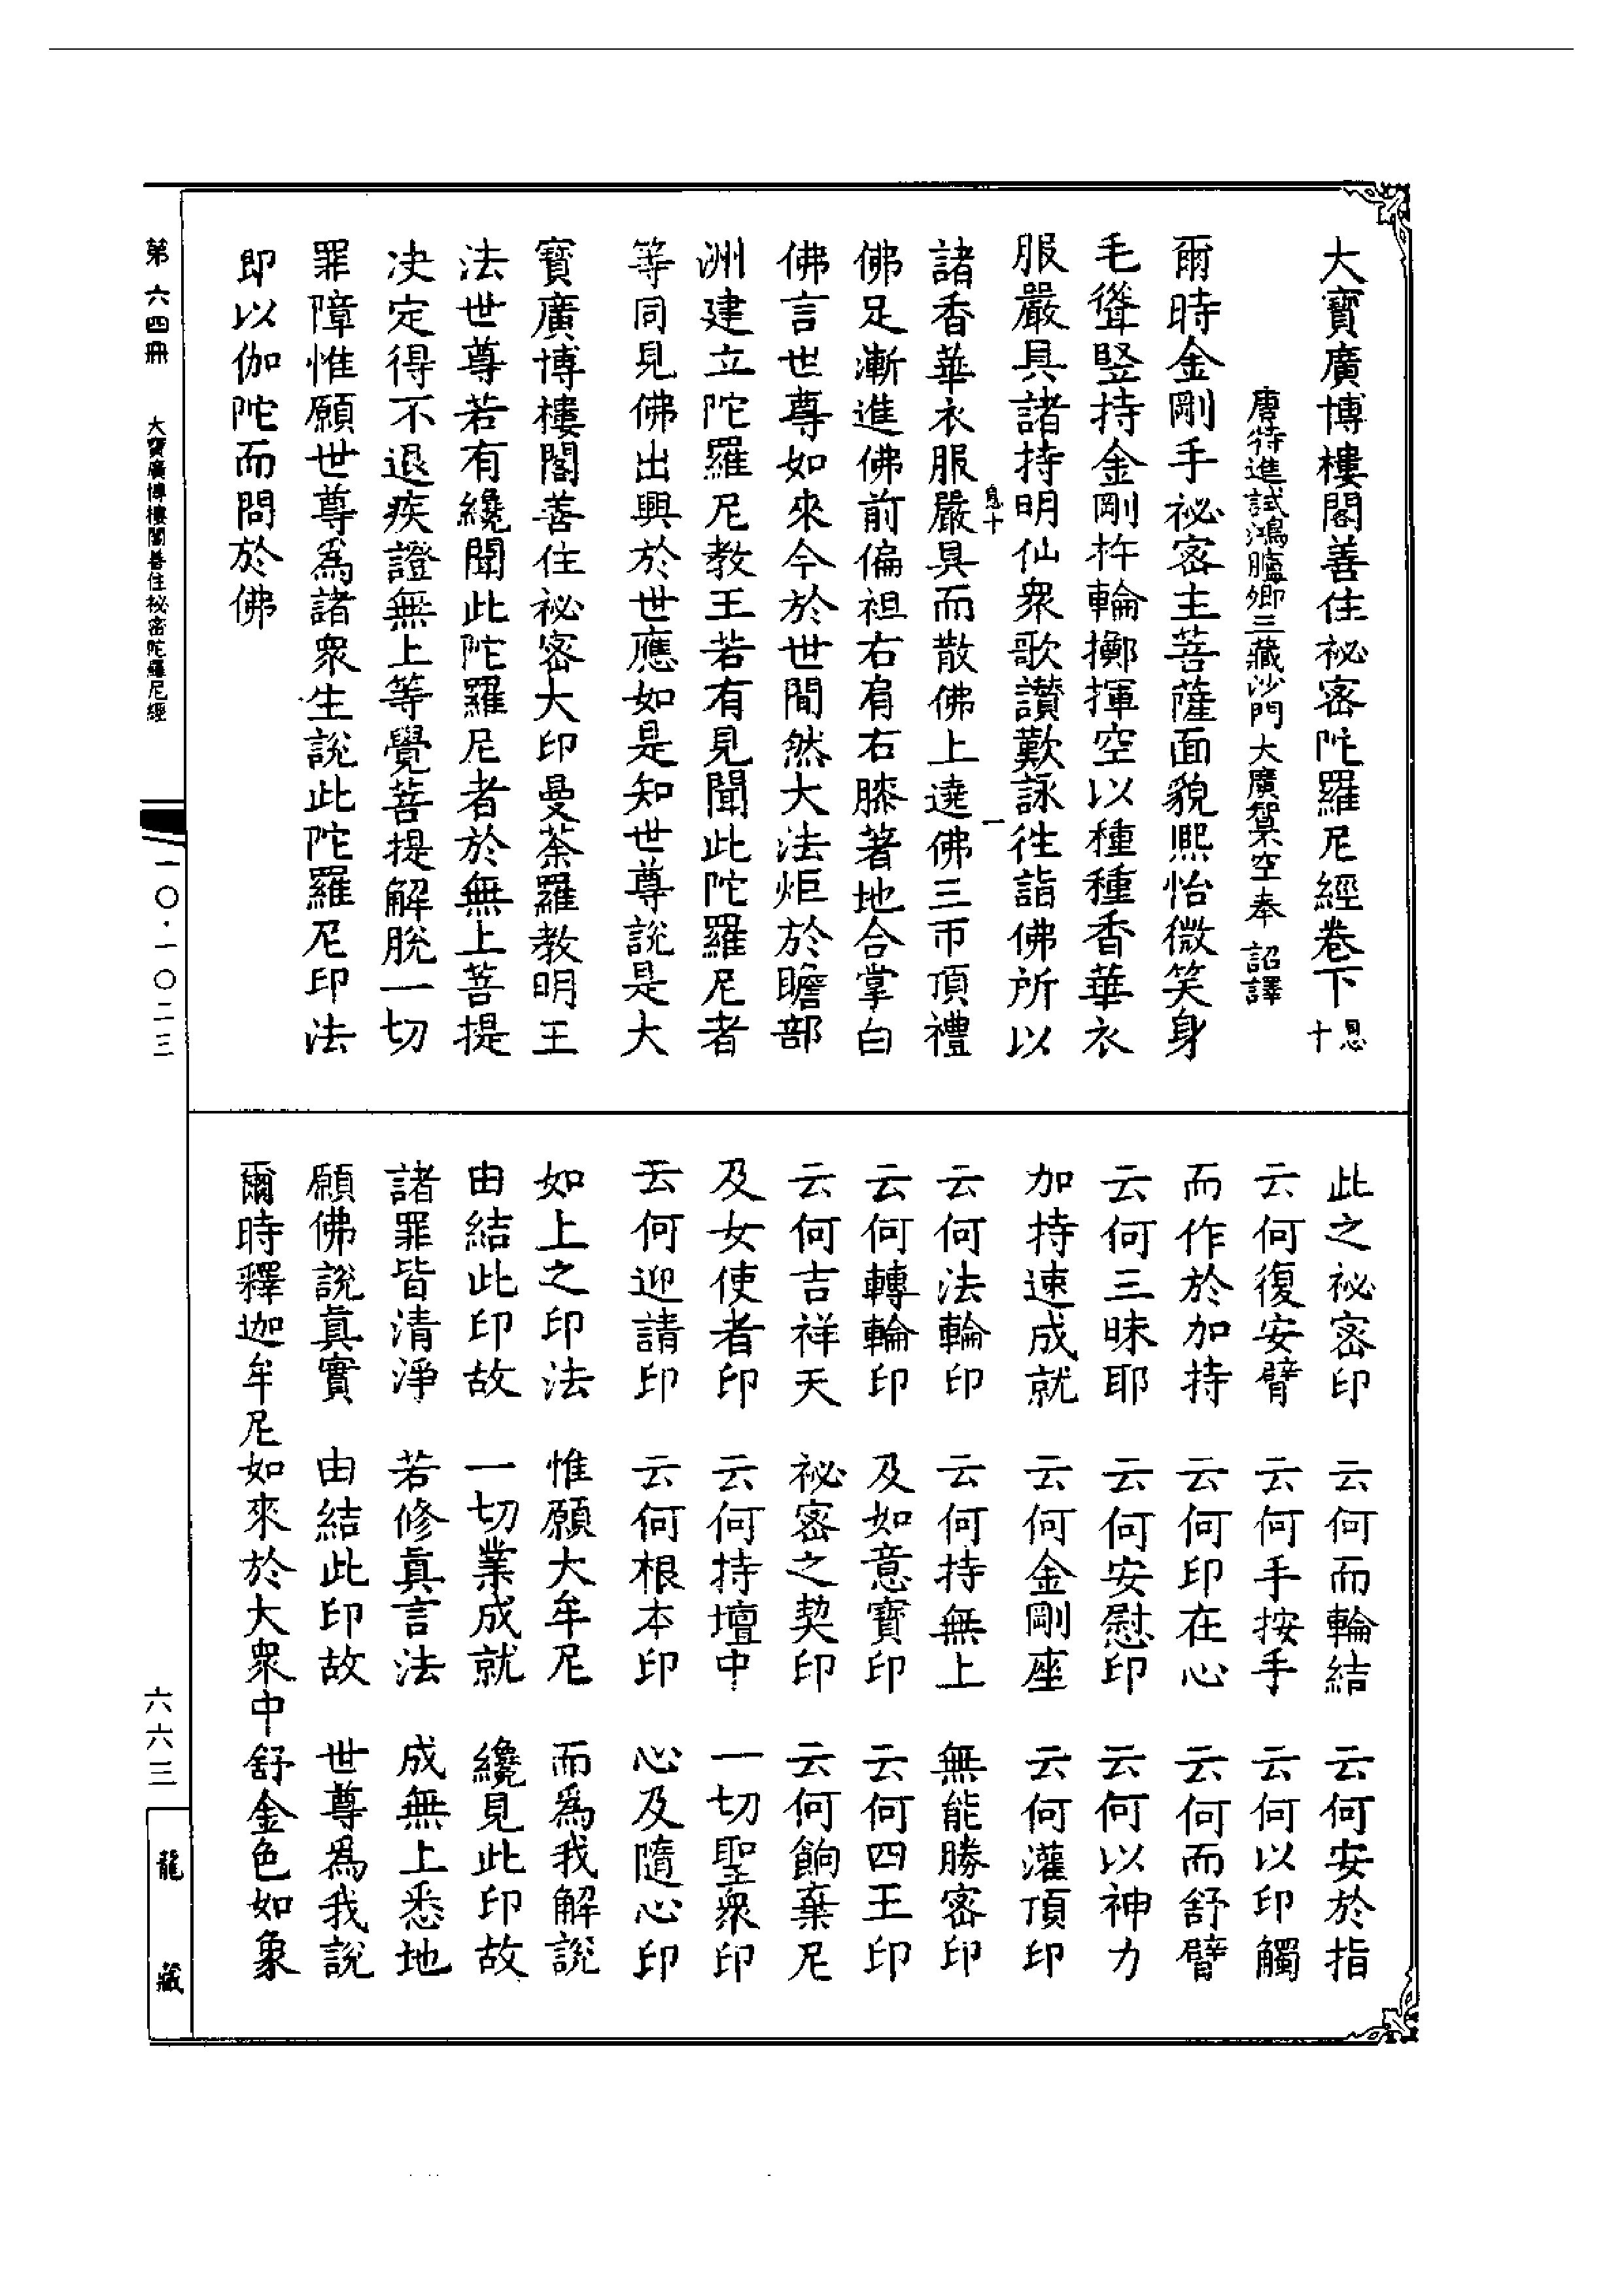 大寶廣博樓閣善住祕密陀羅尼經卷下 恩十
唐特進試鴻臚卿三藏沙門大廣智不空奉 詔譯
爾時金剛手祕密主菩薩面貌熙怡微笑身
毛聳豎持金剛杵輪擲揮空以種種香華衣
服嚴具諸持明仙衆歌讚歎詠往詣佛所以
恩十 一
諸香華衣服嚴具而散佛上遶佛三帀頂禮
佛足漸進佛前偏袒右肩右膝著地合掌白
佛言世尊如來今於世間然大法炬於瞻部
洲建立陀羅尼教王若有見聞此陀羅尼者
等同見佛出興於世應如是知世尊說是大
寶廣博樓閣善住祕密大印曼荼羅教明王
法世尊若有纔聞此陀羅尼者於無上菩提
决定得不退疾證無上等覺菩提解脫一切
罪障惟願世尊為諸衆生說此陀羅尼印法
即以伽陀而問於佛
此之祕密印 云何而輪結 云何安於指
云何復安臂 云何手按手 云何以印觸
而作於加持 云何印在心 云何而舒臂
云何三昧耶 云何安慰印 云何以神力
加持速成就 云何金剛座 云何灌頂印
云何法輪印 云何持無上 無能勝密印
云何轉輪印 及如意寶印 云何四王印
云何吉祥天 祕密之契印 云何餉棄尼
及女使者印 云何持壇中 一切聖衆印
云何迎請印 云何根本印 心及隨心印
如上之印法 惟願大牟尼 而為我解說
由結此印故 一切業成就 纔見此印故
諸罪皆清淨 若修真言法 成無上悉地
願佛說真實 由結此印故 世尊為我說
爾時釋迦牟尼如來於大衆中舒金色如象
第六四冊 大寶廣博樓閣善住祕密陀羅尼經
一〇·一〇二三
六六三
龍藏